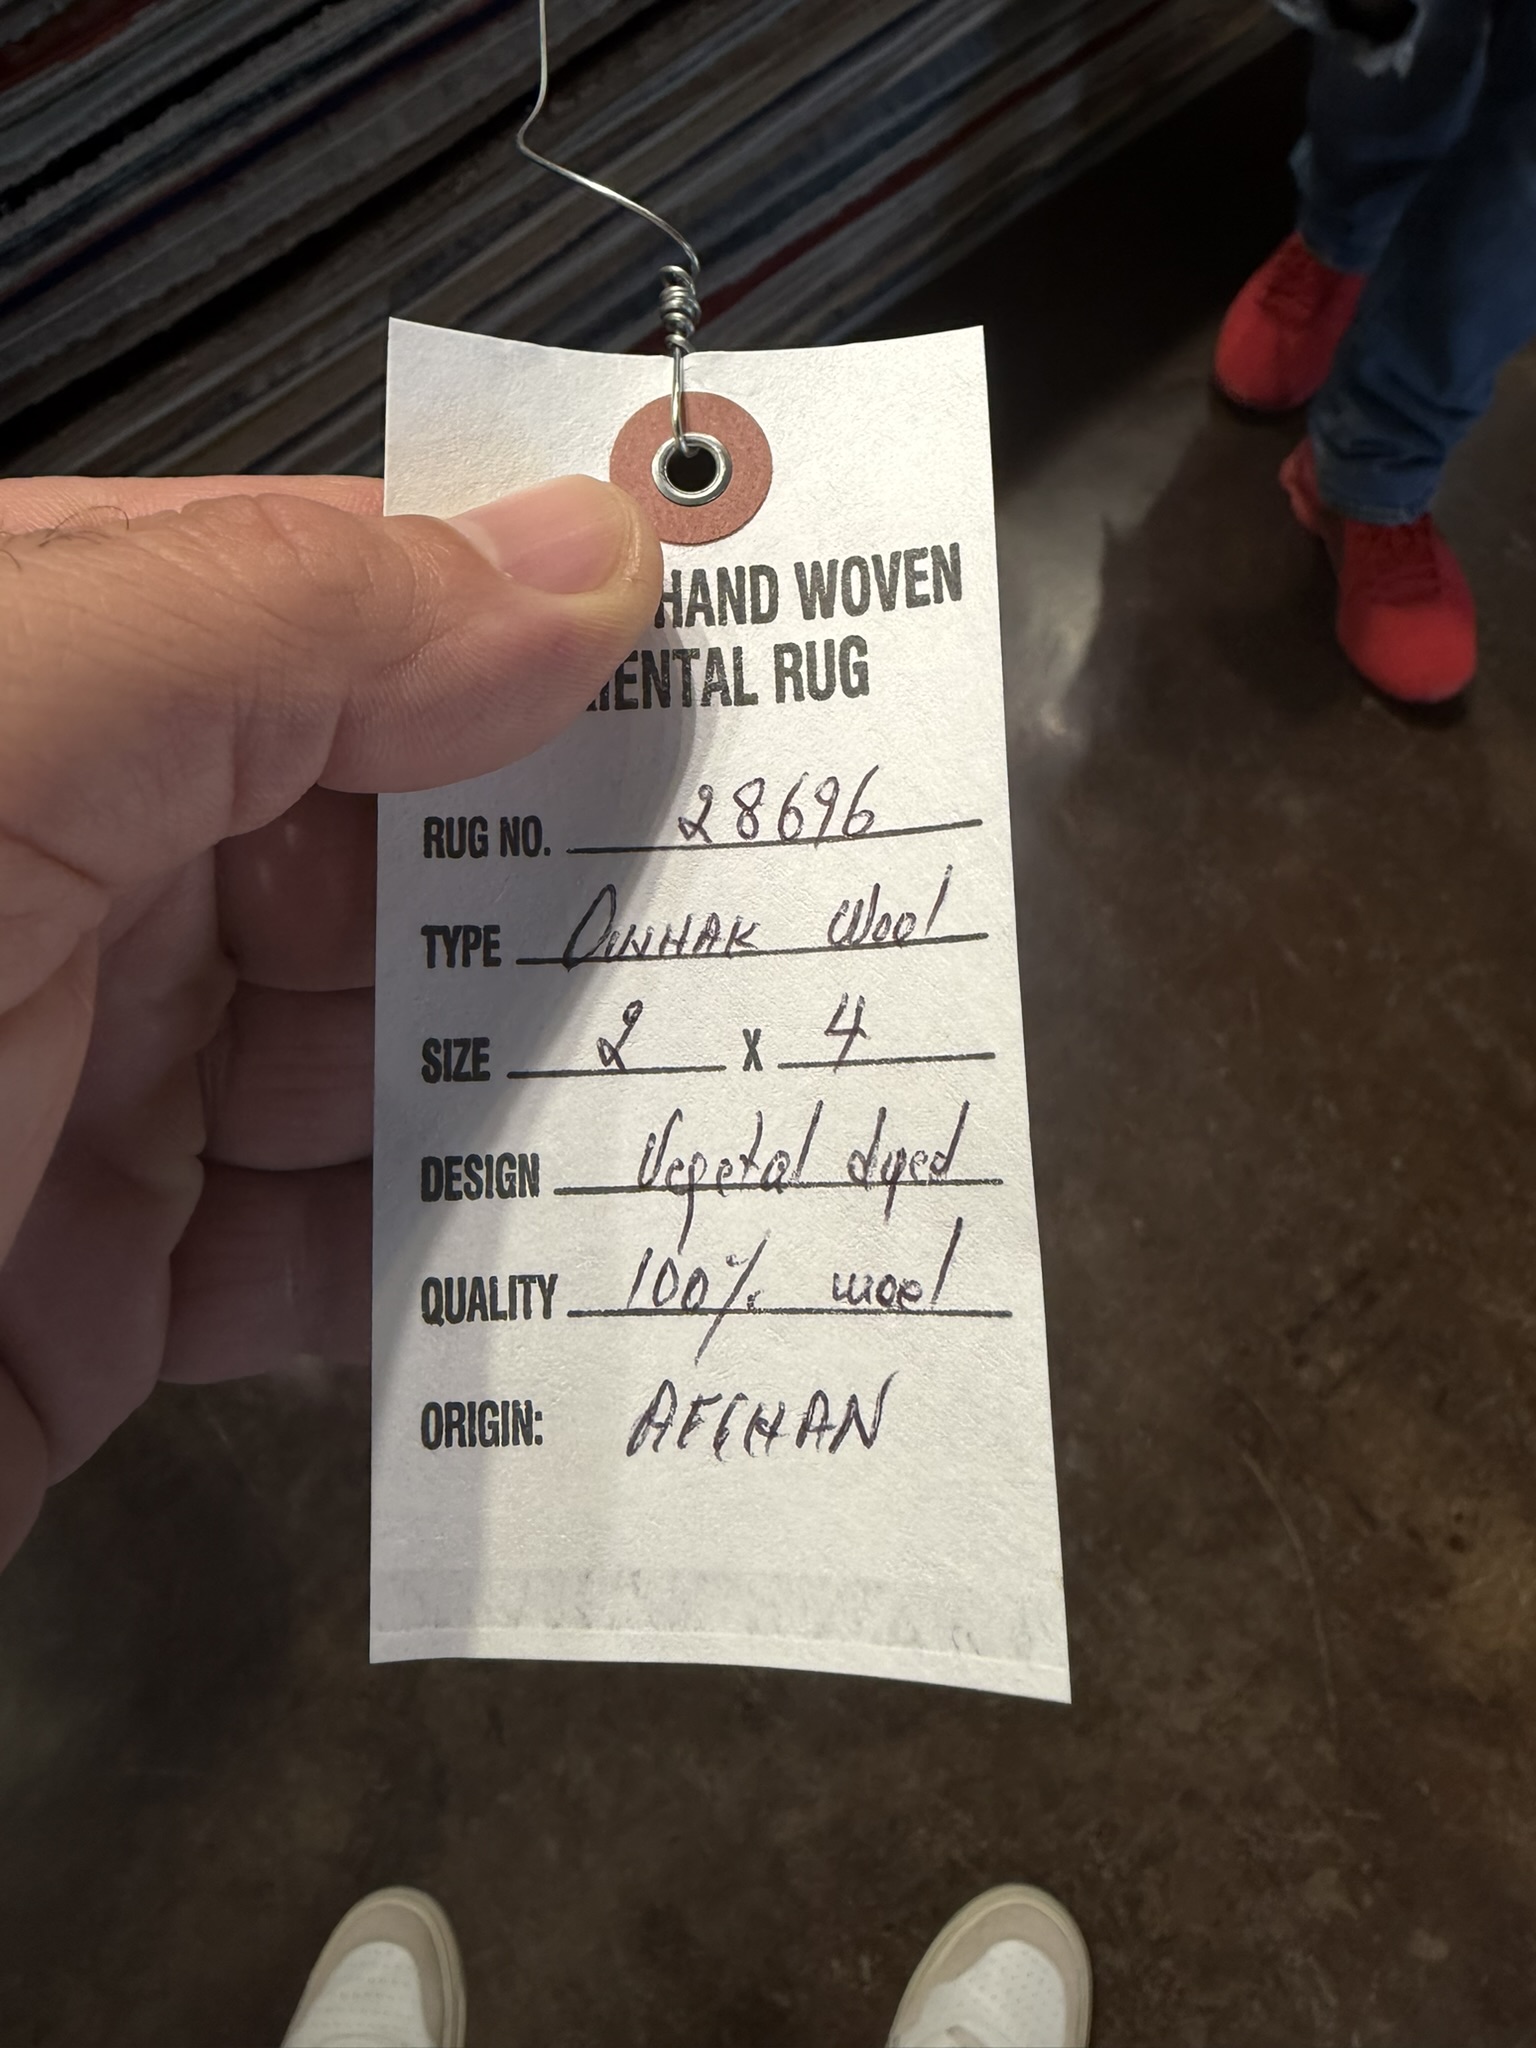 HAND WOVEN
IENTAL RUG
RUG NO. 28696
TYPE Wool
SIZE 2 X 4
DESIGN Vegetal dyed
QUALITY 100% wool
ORIGIN: AFGHAN